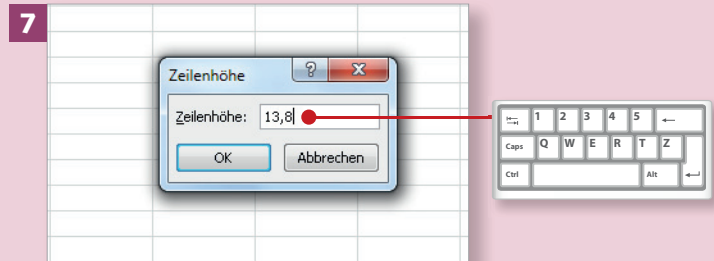 7
Zeilenhöhe
Zeilenhöhe: 13,8
OK Abbrechen
1 2 3 4 5
Caps Q W E R T Z
Ctrl Alt